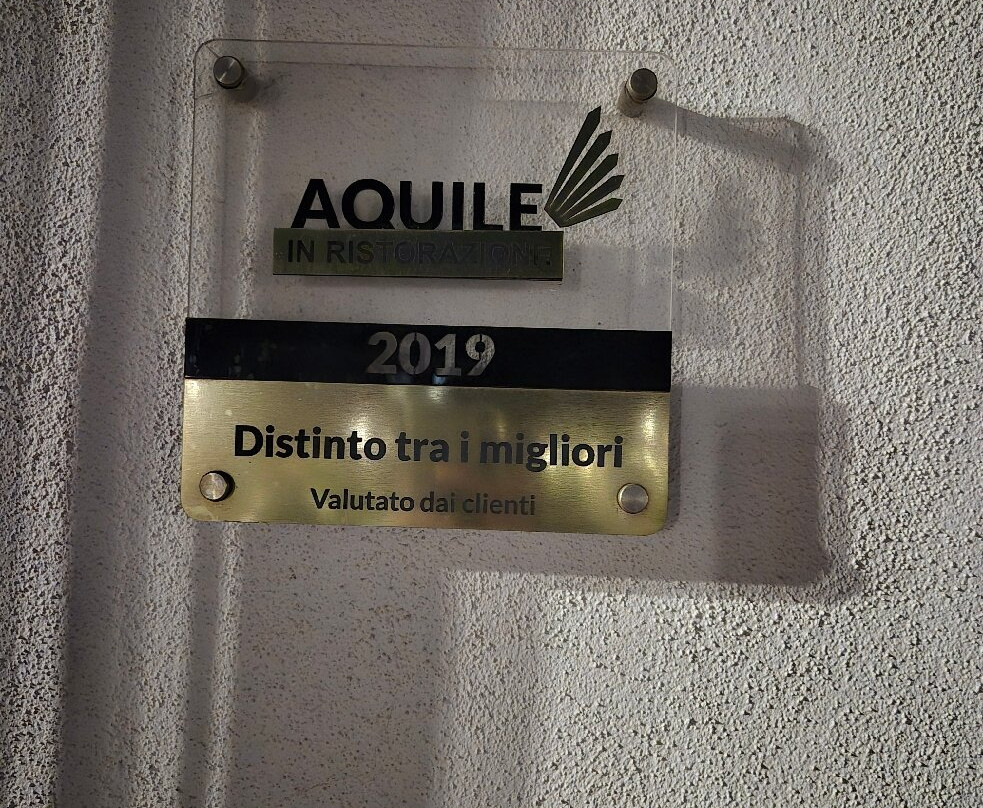 AQUILE
IN RISTORAZIONE
2019
Distinto tra i migliori
Valutato dai clienti